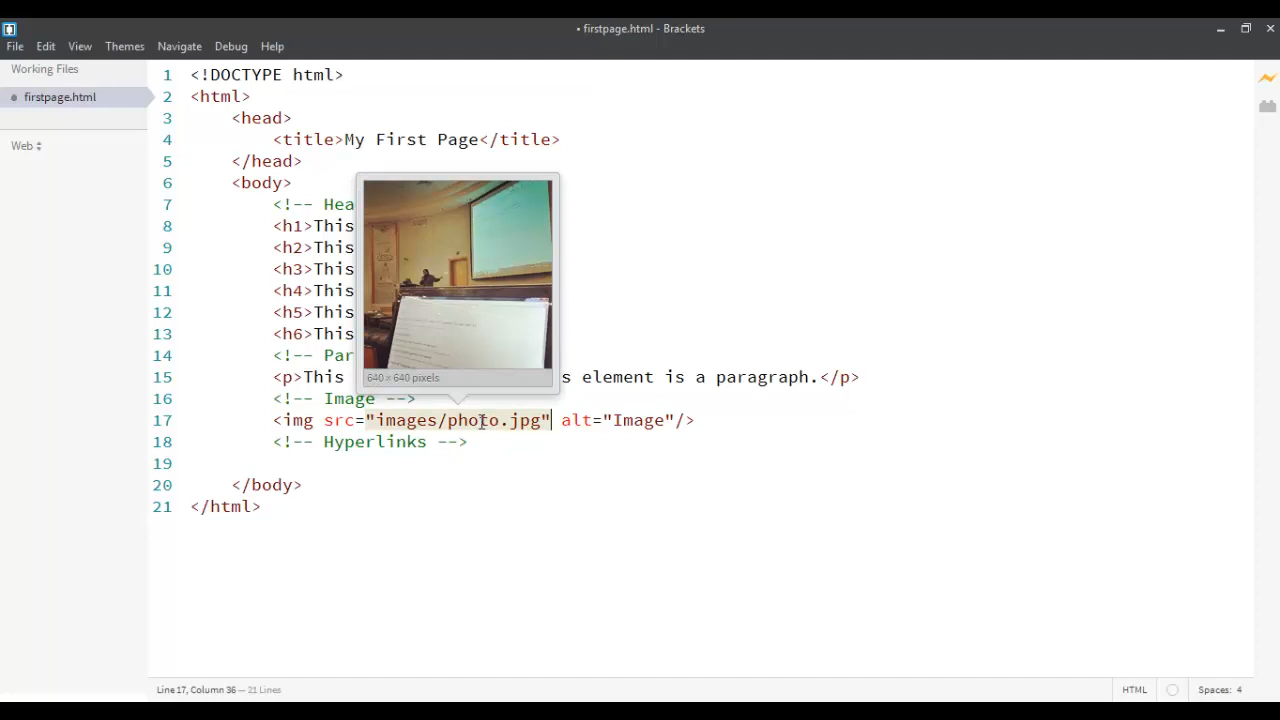 • firstpage.html - Brackets
File Edit View Themes Navigate Debug Help
Working Files
firstpage.html
Web
1 <!DOCTYPE html>
2 <html>
3 <head>
4 <title>My First Page</title>
5 </head>
6 <body>
7 <!-- Hea
8 <h1>This
9 <h2>This
10 <h3>This
11 <h4>This
12 <h5>This
13 <h6>This
14 <!-- Par
15 <p>This s element is a paragraph.</p>
16 <!-- Image -->
17 <img src="images/photo.jpg" alt="Image"/>
18 <!-- Hyperlinks -->
19
20 </body>
21 </html>
640 × 640 pixels
Line 17, Column 36 — 21 Lines
HTML
Spaces: 4